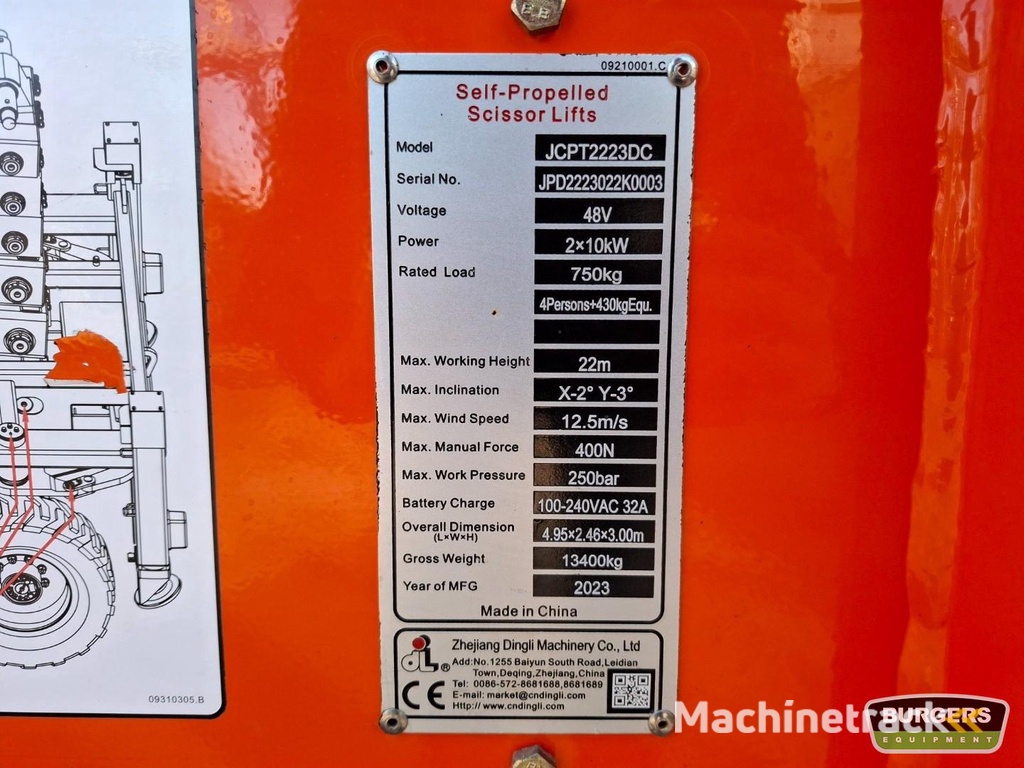 BB
09210001.C
Self-Propelled
Scissor Lifts
Model JCPT2223DC
Serial No. JPD2223022K0003
Voltage 48V
Power 2×10kW
Rated Load 750kg
4Persons+430kgEqu.
Max. Working Height 22m
Max. Inclination X-2° Y-3°
Max. Wind Speed 12.5m/s
Max. Manual Force 400N
Max. Work Pressure 250bar
Battery Charge 100-240VAC 32A
Overall Dimension (L×W×H) 4.95×2.46×3.00m
Gross Weight 13400kg
Year of MFG 2023
Made in China
Zhejiang Dingli Machinery Co., Ltd
Add:No.1255 Baiyun South Road,Leidian
Town,Deqing,Zhejiang,China
Tel: 0086-572-8681688,8681689
E-mail: market@cndingli.com
Http://www.cndingli.com
CE
09310305.B
Machinetrack
BURGERS
EQUIPMENT